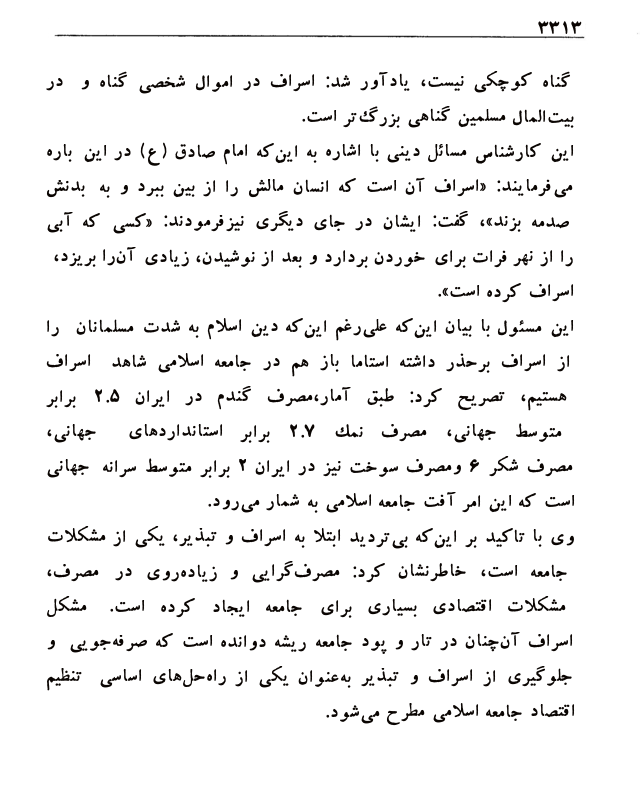 ۳۳۱۳
گناه کوچکی نیست، یادآور شد: اسراف در اموال شخصی گناه و در
بیت‌المال مسلمین گناهی بزرگ‌تر است.
این کارشناس مسائل دینی با اشاره به این‌که امام صادق (ع) در این باره
می‌فرمایند: «اسراف آن است که انسان مالش را از بین ببرد و به بدنش
صدمه بزند»، گفت: ایشان در جای دیگری نیزفرمودند: «کسی که آبی
را از نهر فرات برای خوردن بردارد و بعد از نوشیدن، زیادی آن‌را بریزد،
اسراف کرده است».
این مسئول با بیان این‌که علی‌رغم این‌که دین اسلام به شدت مسلمانان را
از اسراف برحذر داشته استاما باز هم در جامعه اسلامی شاهد اسراف
هستیم، تصریح کرد: طبق آمار،مصرف گندم در ایران ۲.۵ برابر
متوسط جهانی، مصرف نمک ۲.۷ برابر استانداردهای جهانی،
مصرف شکر ۶ ومصرف سوخت نیز در ایران ۲ برابر متوسط سرانه جهانی
است که این امر آفت جامعه اسلامی به شمار می‌رود.
وی با تاکید بر این‌که بی‌تردید ابتلا به اسراف و تبذیر، یکی از مشکلات
جامعه است، خاطرنشان کرد: مصرف‌گرایی و زیاده‌روی در مصرف،
مشکلات اقتصادی بسیاری برای جامعه ایجاد کرده است. مشکل
اسراف آن‌چنان در تار و پود جامعه ریشه دوانده است که صرفه‌جویی و
جلوگیری از اسراف و تبذیر به‌عنوان یکی از راه‌حل‌های اساسی تنظیم
اقتصاد جامعه اسلامی مطرح می‌شود.